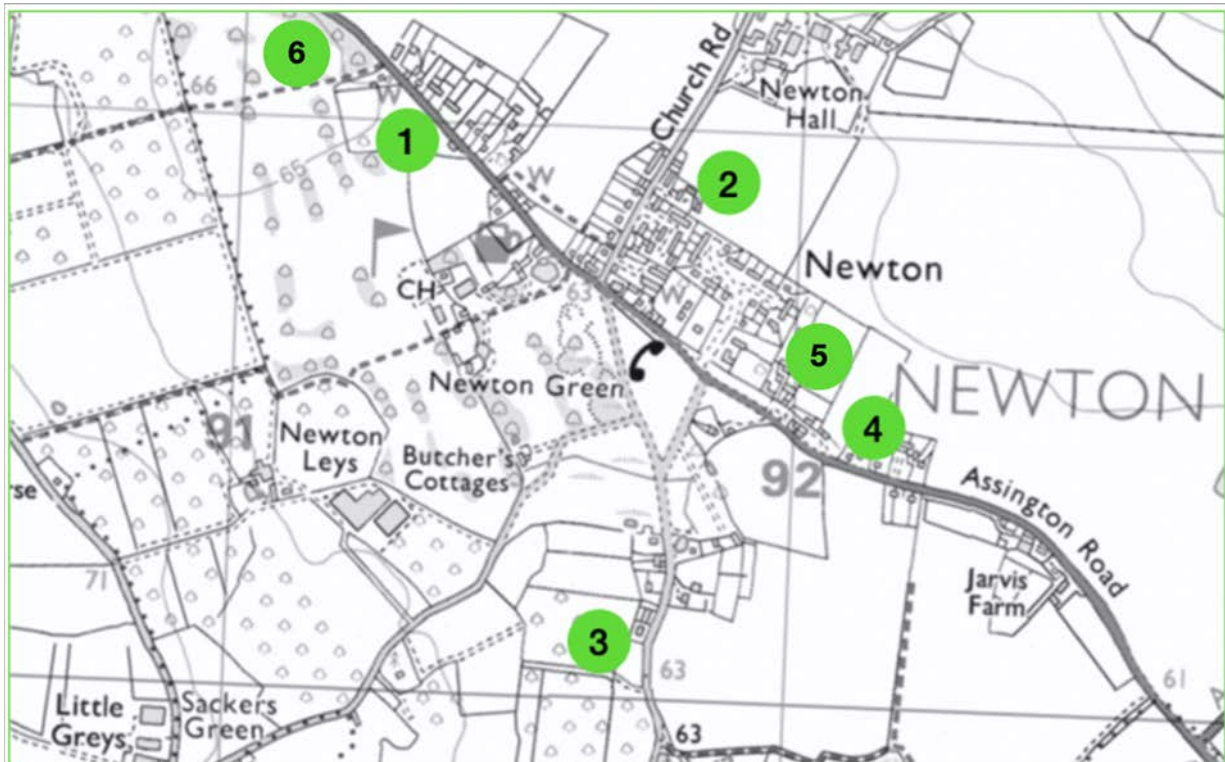 6
Church Rd
Newton
Hall
66
W
1
W
65
2
Newton
CH
63
W
5
Newton Green
NEWTON
91
Newton
Leys
4
Butcher's
Cottages
92
se
Assington Road
71
Jarvis
Farm
3
63
61
Little
Greys
Sackers
Green
63